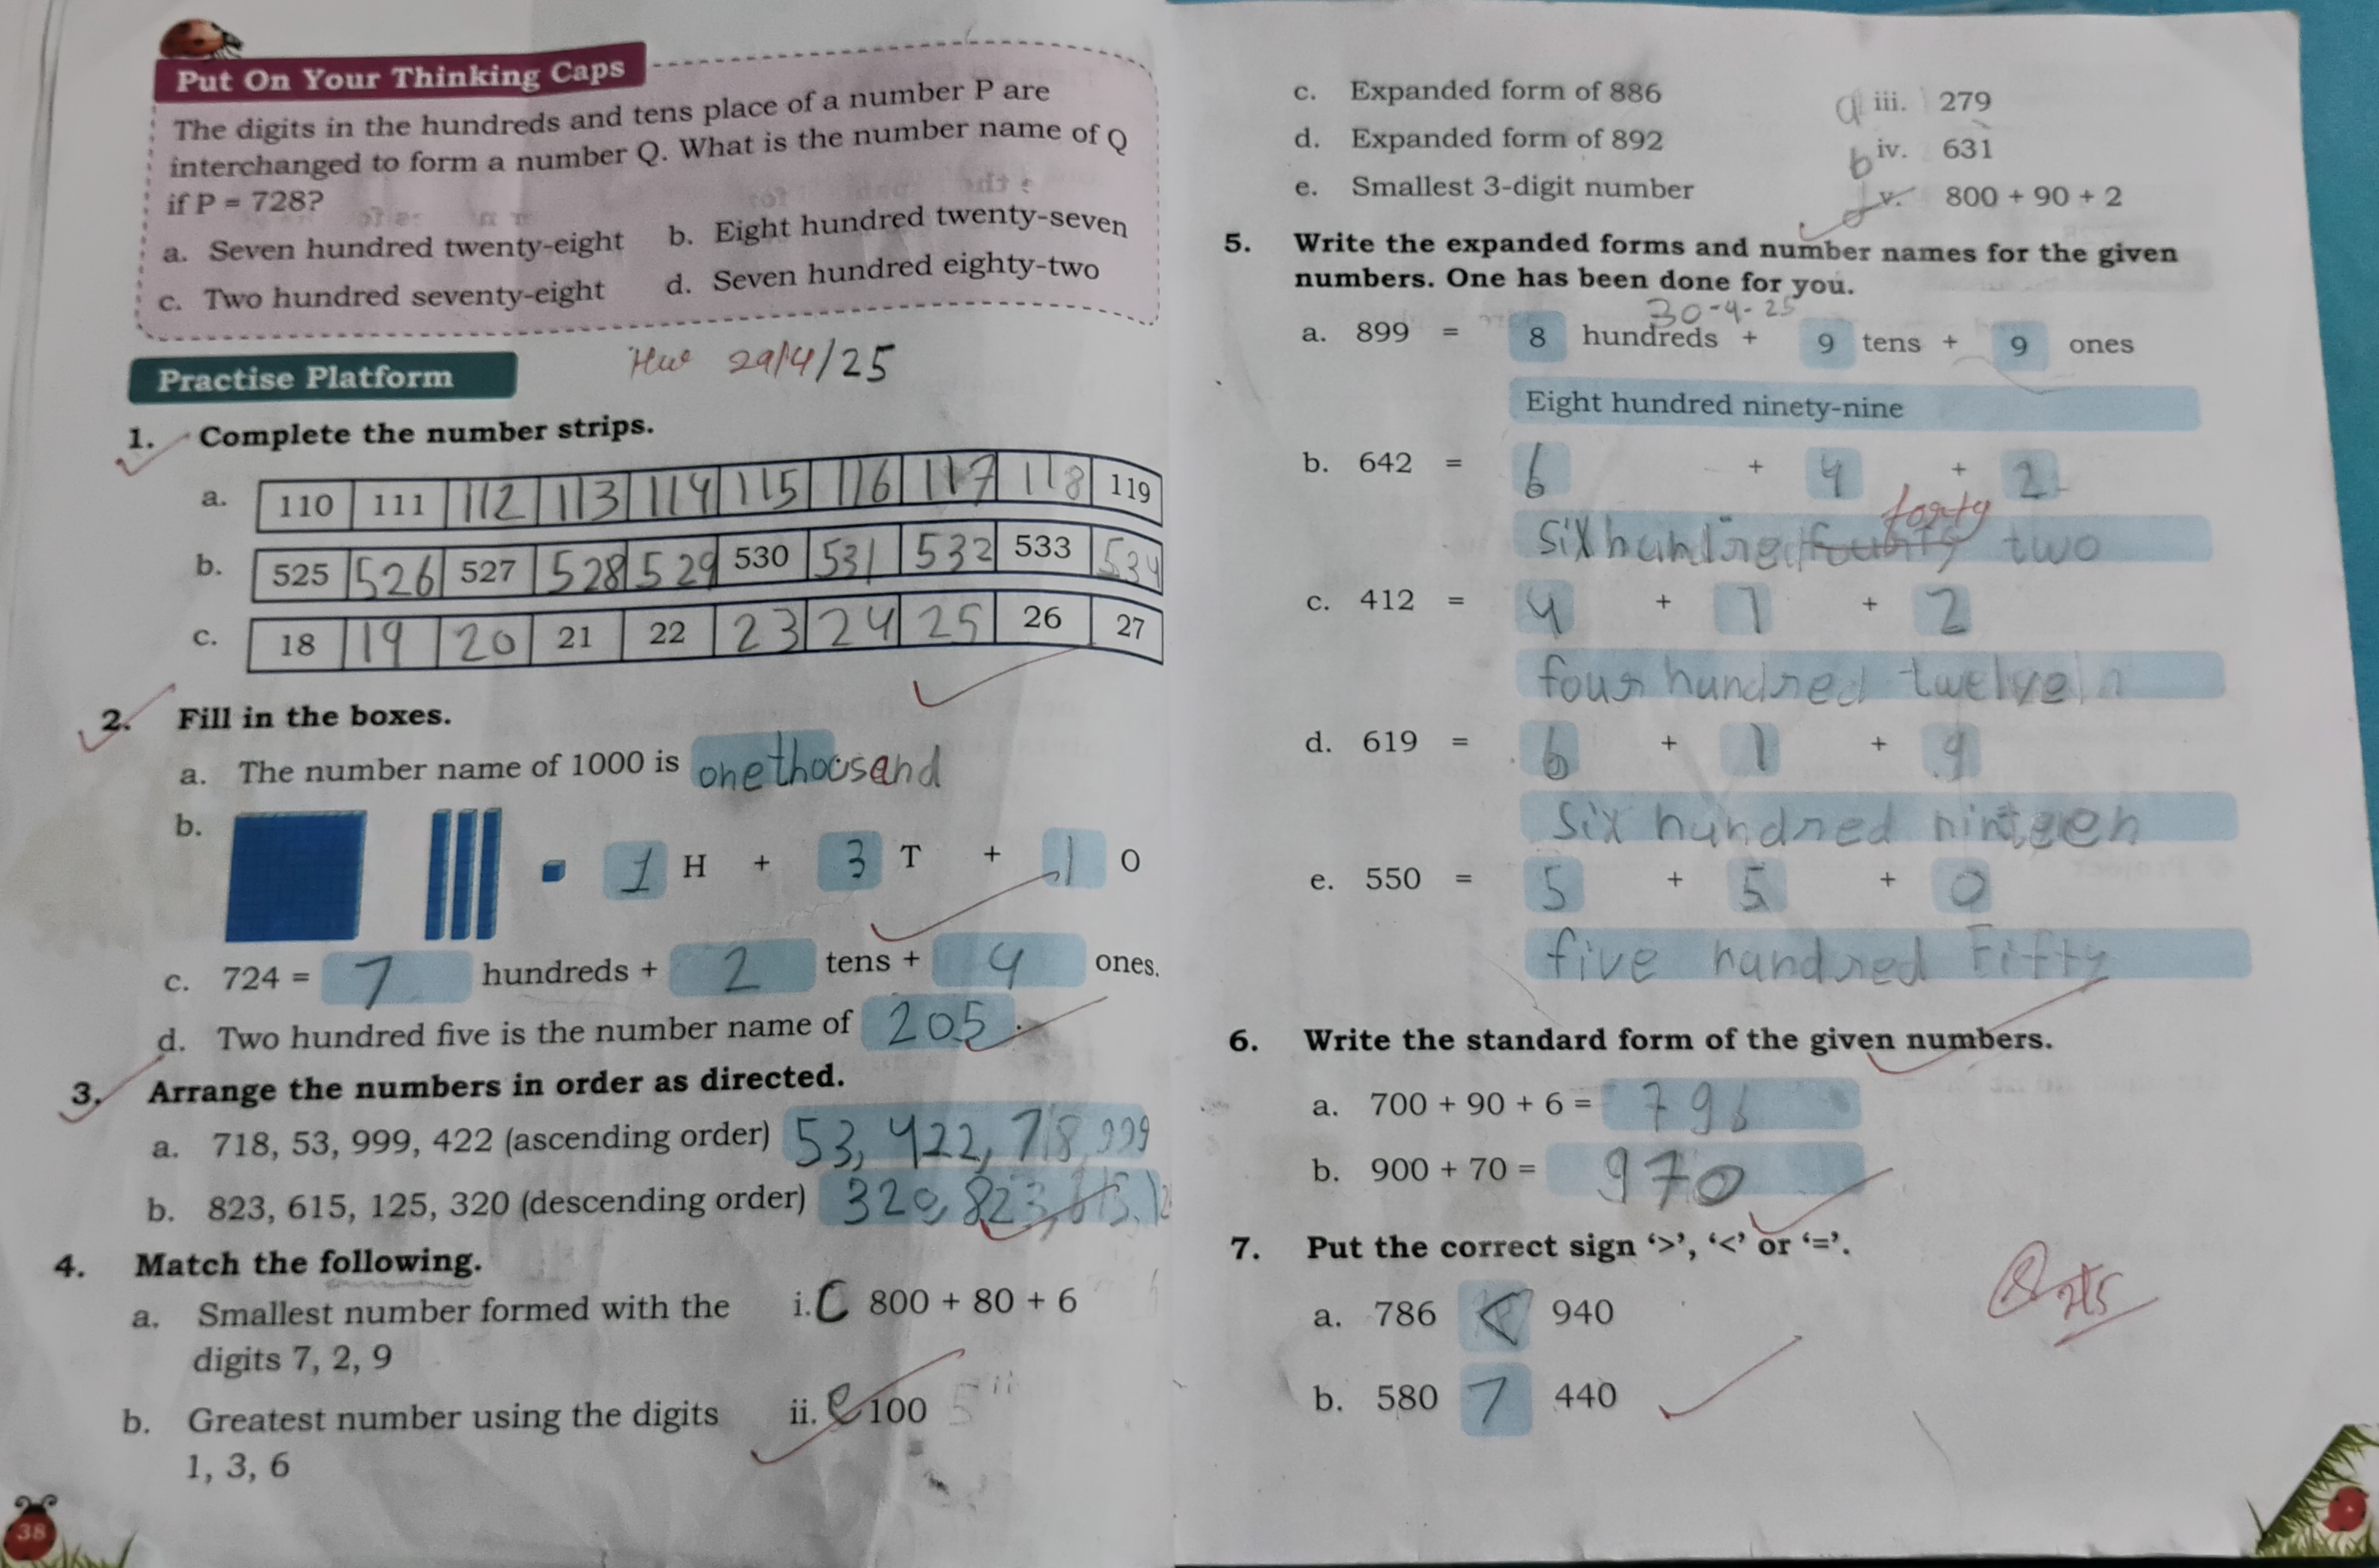 Put On Your Thinking Caps
The digits in the hundreds and tens place of a number P are
interchanged to form a number Q. What is the number name of Q
if P = 728?
a. Seven hundred twenty-eight b. Eight hundred twenty-seven
c. Two hundred seventy-eight d. Seven hundred eighty-two
Practise Platform 29/4/25
1. Complete the number strips.
a. 110 111 112 113 114 115 116 117 118 119
b. 525 526 527 528 529 530 531 532 533 534
c. 18 19 20 21 22 23 24 25 26 27
2. Fill in the boxes.
a. The number name of 1000 is one thousand
b. 1 H + 3 T + 1 O
c. 724 = 7 hundreds + 2 tens + 4 ones.
d. Two hundred five is the number name of 205.
3. Arrange the numbers in order as directed.
a. 718, 53, 999, 422 (ascending order) 53, 422, 718, 999
b. 823, 615, 125, 320 (descending order) 320, 823, 615, 12
4. Match the following.
a. Smallest number formed with the i. C 800 + 80 + 6
digits 7, 2, 9
b. Greatest number using the digits ii. e 100
1, 3, 6
38
c. Expanded form of 886 a iii. 279
d. Expanded form of 892 b iv. 631
e. Smallest 3-digit number d v. 800 + 90 + 2
5. Write the expanded forms and number names for the given
numbers. One has been done for you.
30-4-25
a. 899 = 8 hundreds + 9 tens + 9 ones
Eight hundred ninety-nine
b. 642 = 6 + 4 + 2
forty
six two
c. 412 = 4 + 1 + 2
four hundred twelve
d. 619 = 6 + 1 + 9
six hundred ninteen
e. 550 = 5 + 5 + 0
five hundred Fifty
6. Write the standard form of the given numbers.
a. 700 + 90 + 6 = 796
b. 900 + 70 = 970
7. Put the correct sign ‘>’, ‘<’ or ‘=’.
a. 786 < 940
b. 580 7 440